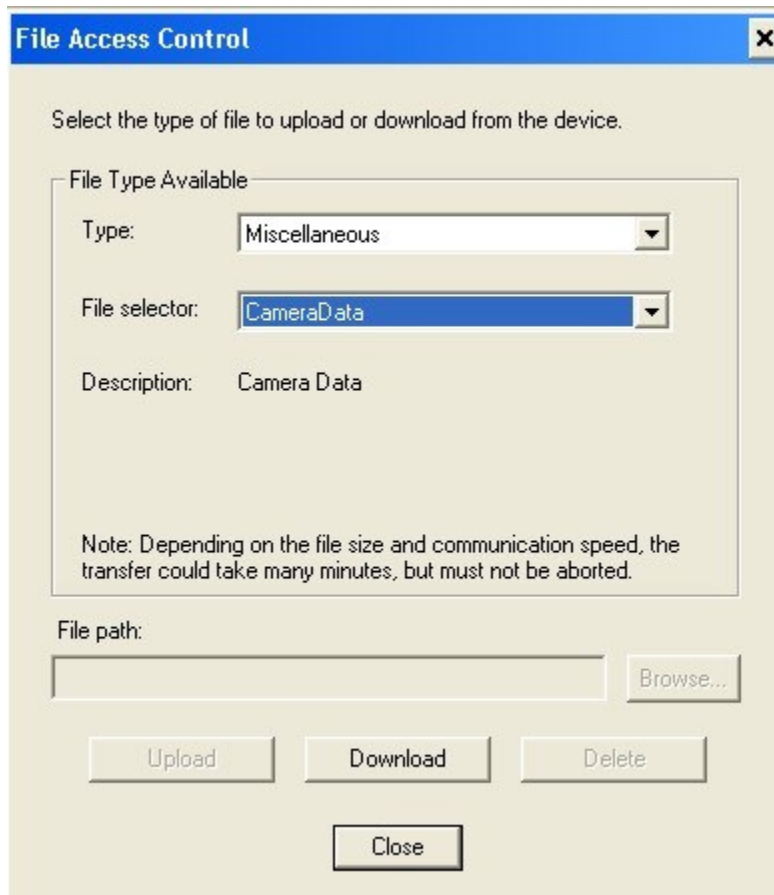 File Access Control
Select the type of file to upload or download from the device.
File Type Available
Type: Miscellaneous
File selector: CameraData
Description: Camera Data
Note: Depending on the file size and communication speed, the
transfer could take many minutes, but must not be aborted.
File path:
Browse...
Upload Download Delete
Close